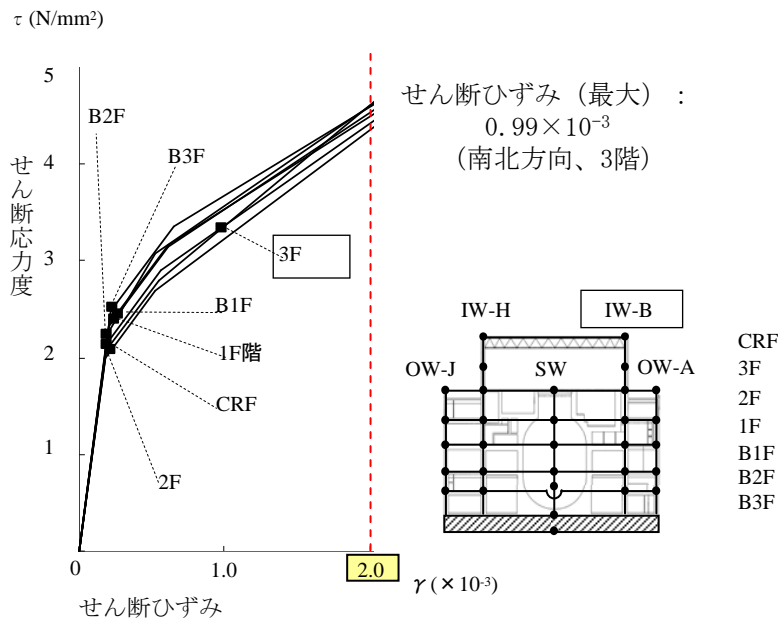 τ (N/mm²)
5
4
3
2
1
0
1.0
2.0
γ (×10⁻³)
せん断応力度
せん断ひずみ
B2F
B3F
3F
B1F
1F階
CRF
2F
せん断ひずみ（最大）：
0.99×10⁻³
（南北方向、3階）
IW-H
IW-B
OW-J
SW
OW-A
CRF
3F
2F
1F
B1F
B2F
B3F